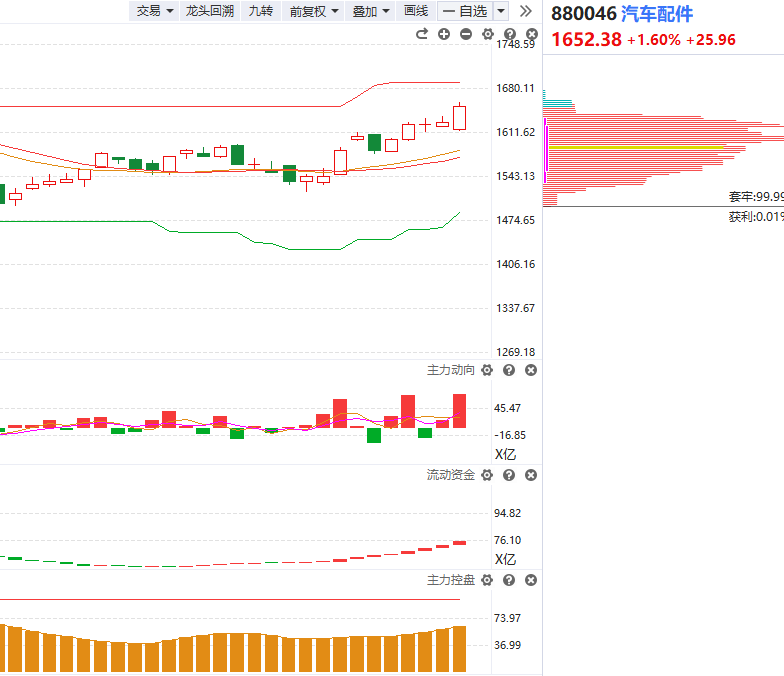 交易 龙头回溯 九转 前复权 叠加 画线 一 自选
880046 汽车配件
1652.38 +1.60% +25.96
1748.59
1680.11
1611.62
1543.13
1474.65
1406.16
1337.67
1269.18
套牢:99.99
获利:0.01%
主力动向
45.47
-16.85
X亿
流动资金
94.82
76.10
X亿
主力控盘
73.97
36.99